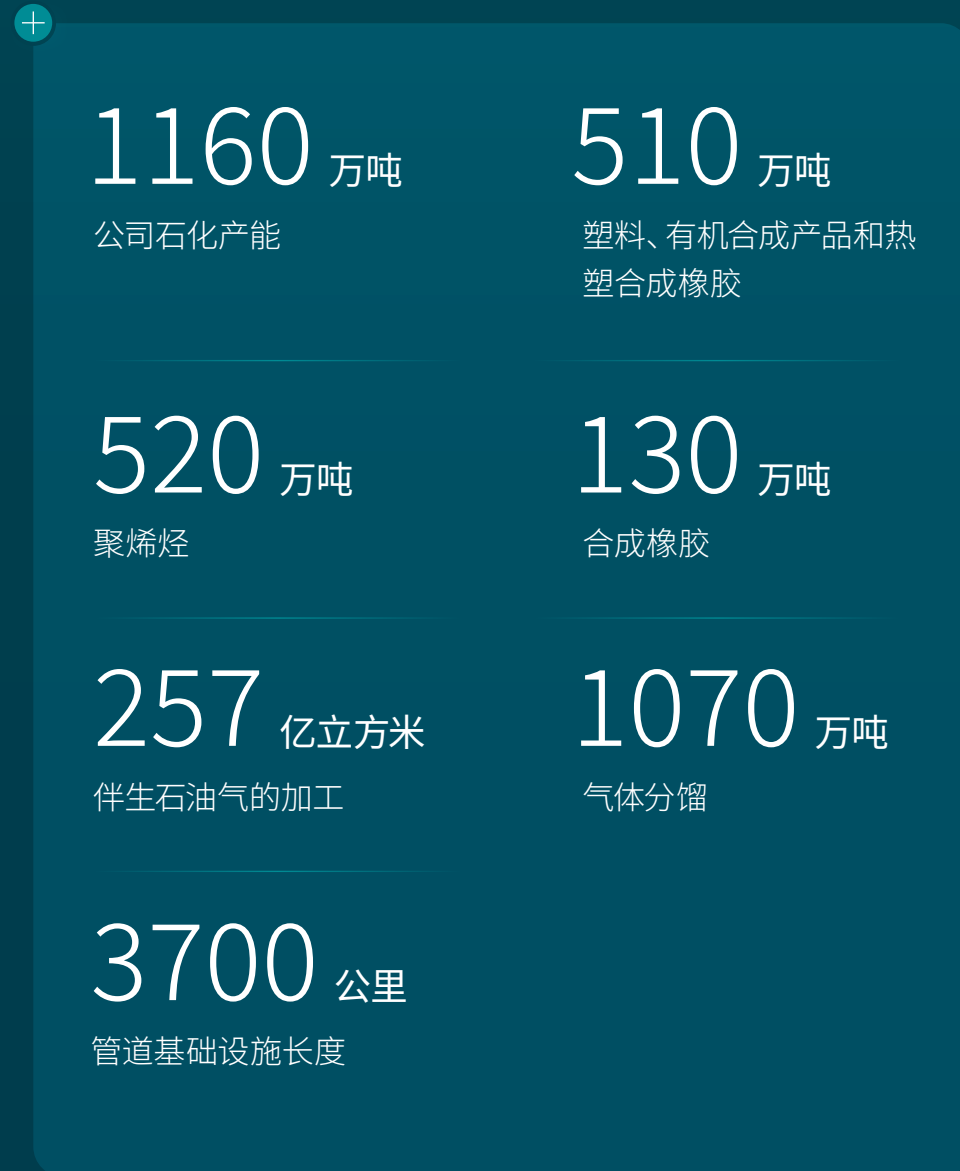 1160 万吨
公司石化产能
510 万吨
塑料、有机合成产品和热
塑合成橡胶
520 万吨
聚烯烃
130 万吨
合成橡胶
257 亿立方米
伴生石油气的加工
1070 万吨
气体分馏
3700 公里
管道基础设施长度